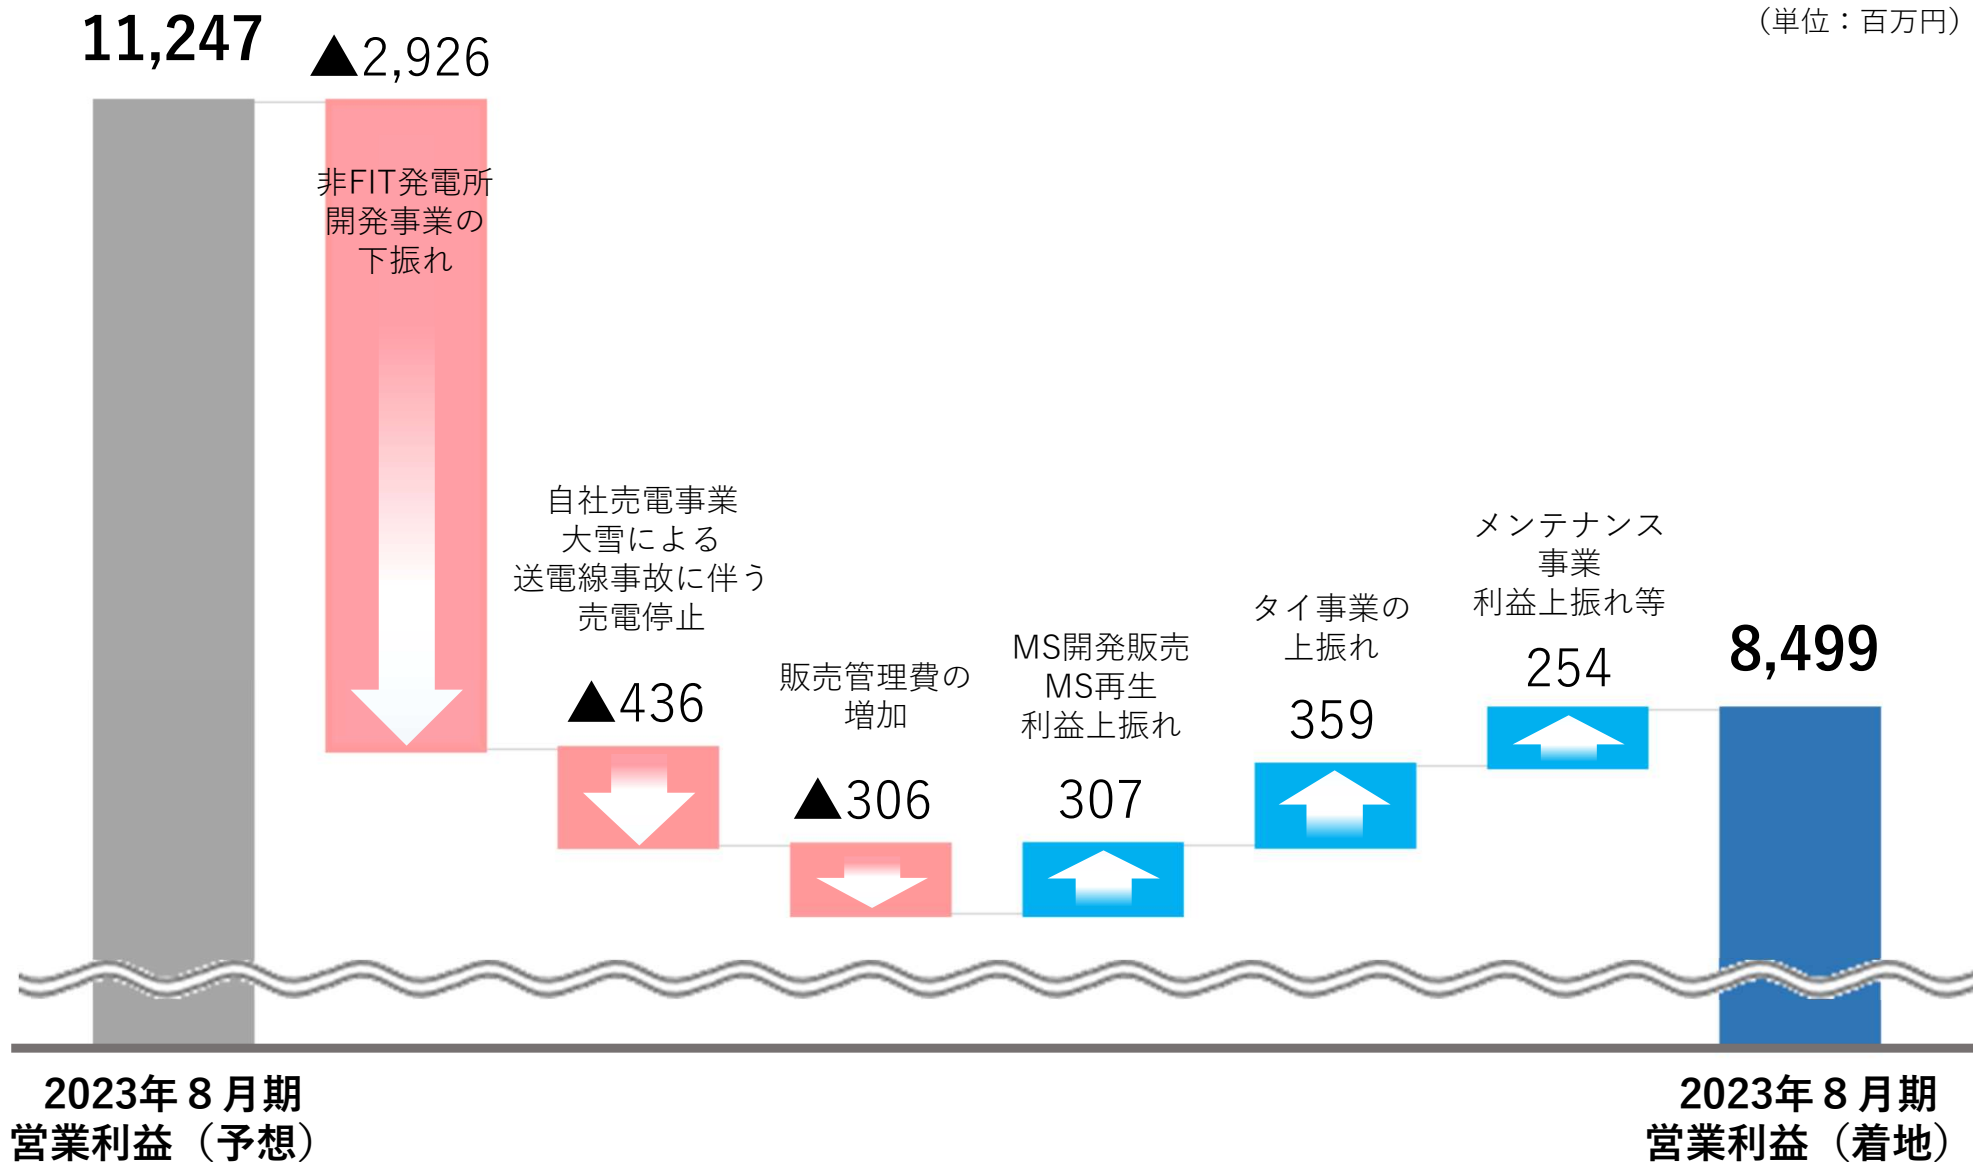 （単位：百万円）
11,247
▲2,926
非FIT発電所
開発事業の
下振れ
自社売電事業
大雪による
送電線事故に伴う
売電停止
▲436
販売管理費の
増加
▲306
MS開発販売
MS再生
利益上振れ
307
タイ事業の
上振れ
359
メンテナンス
事業
利益上振れ等
254
8,499
2023年８月期
営業利益（予想）
2023年８月期
営業利益（着地）